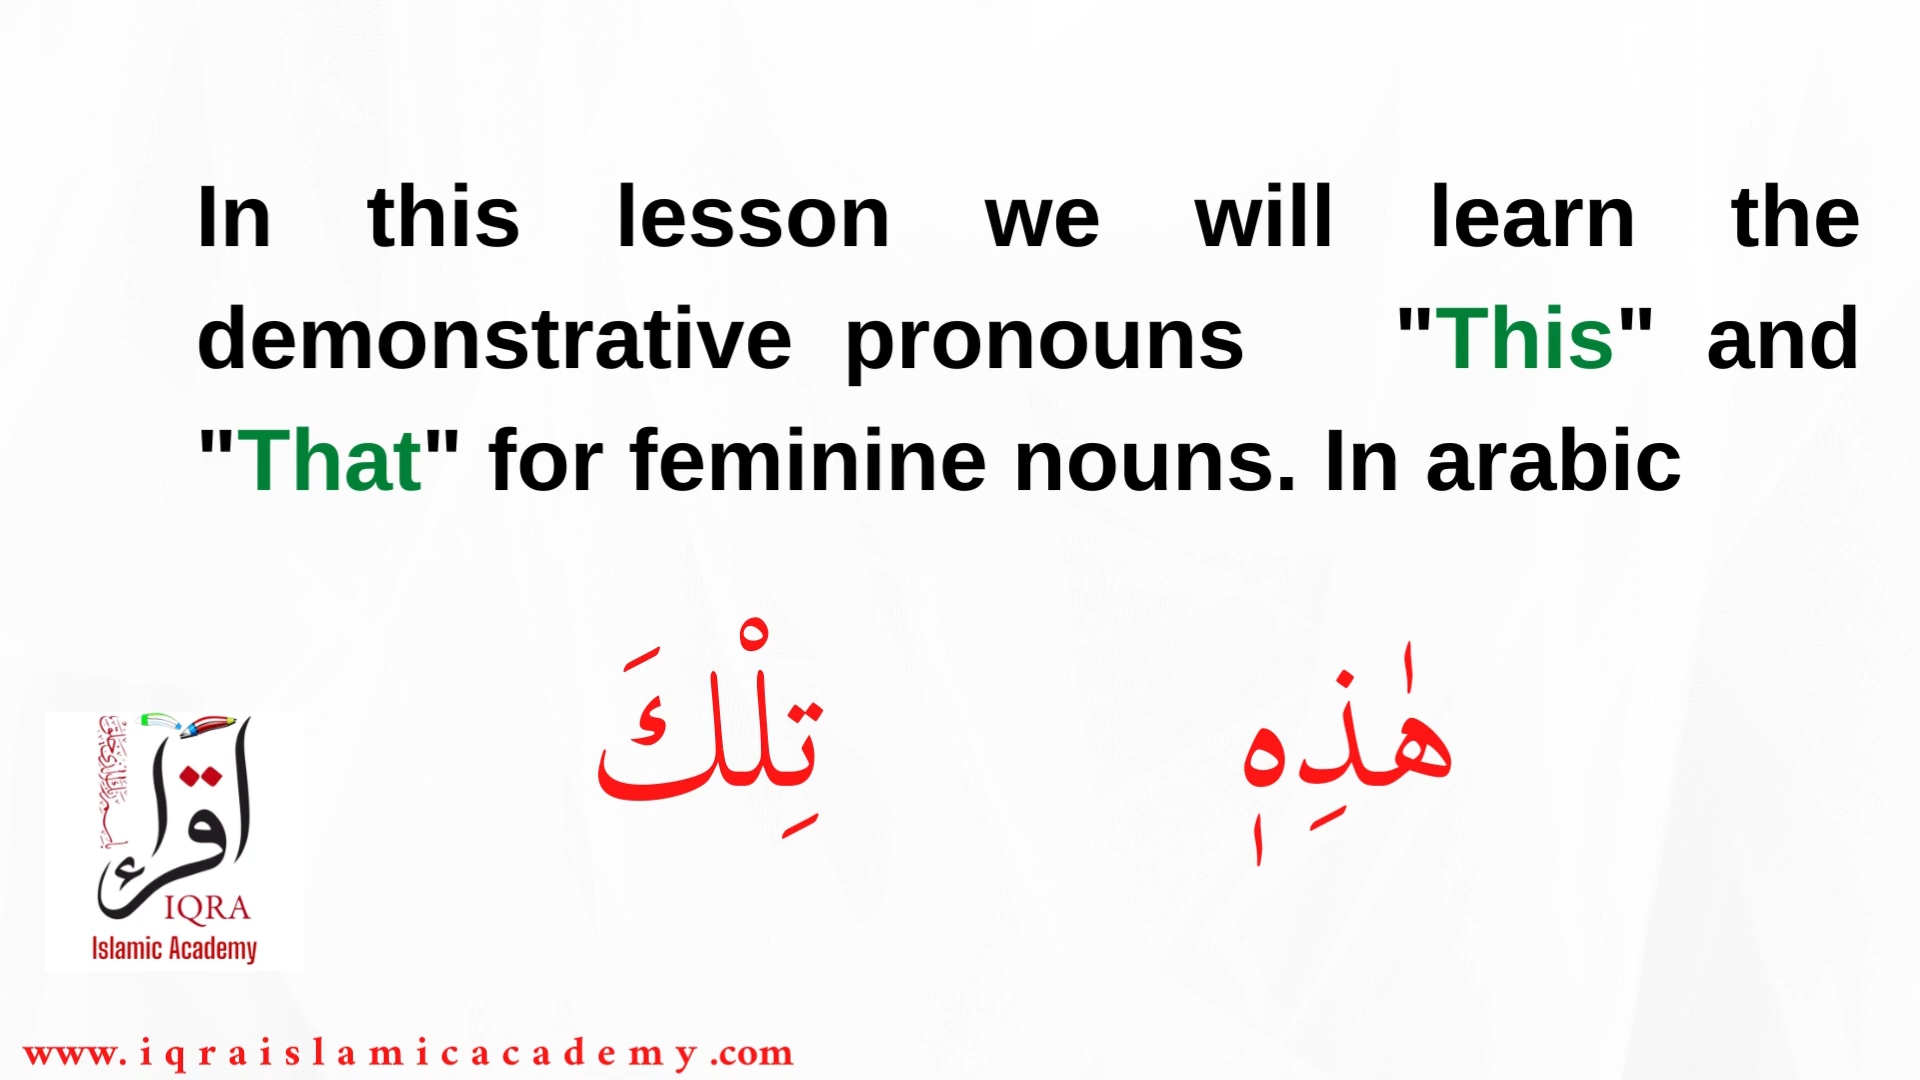 In this lesson we will learn the
demonstrative pronouns "This" and
"That" for feminine nouns. In arabic
هٰذِهٖ تِلْكَ
اقرأ
IQRA
Islamic Academy
www. i q r a i s l a m i c a c a d e m y .com